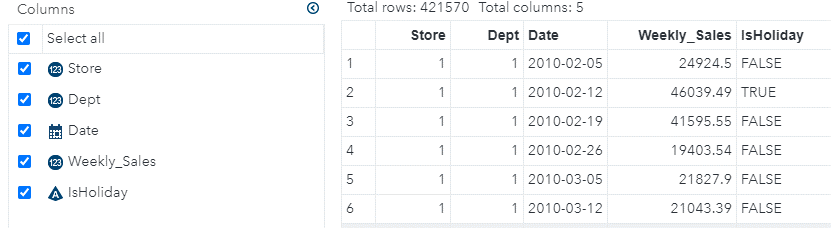 Columns
Select all
123 Store
123 Dept
Date
123 Weekly_Sales
A IsHoliday
Total rows: 421570 Total columns: 5
Store Dept Date Weekly_Sales IsHoliday
1 1 1 2010-02-05 24924.5 FALSE
2 1 1 2010-02-12 46039.49 TRUE
3 1 1 2010-02-19 41595.55 FALSE
4 1 1 2010-02-26 19403.54 FALSE
5 1 1 2010-03-05 21827.9 FALSE
6 1 1 2010-03-12 21043.39 FALSE